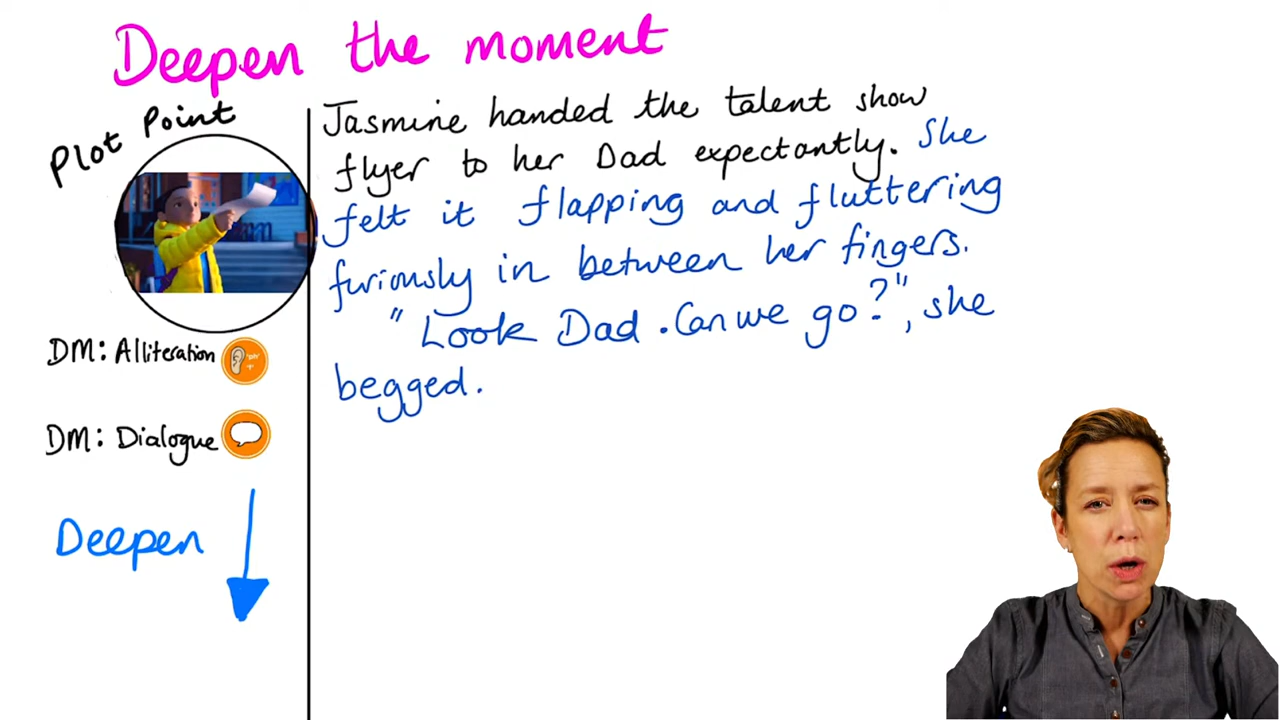 Deepen the moment
Plot Point
Jasmine handed the talent show
flyer to her Dad expectantly. She
felt it flapping and fluttering
furiously in between her fingers.
"Look Dad. Can we go?", she
begged.
DM: Alliteration
DM: Dialogue
Deepen